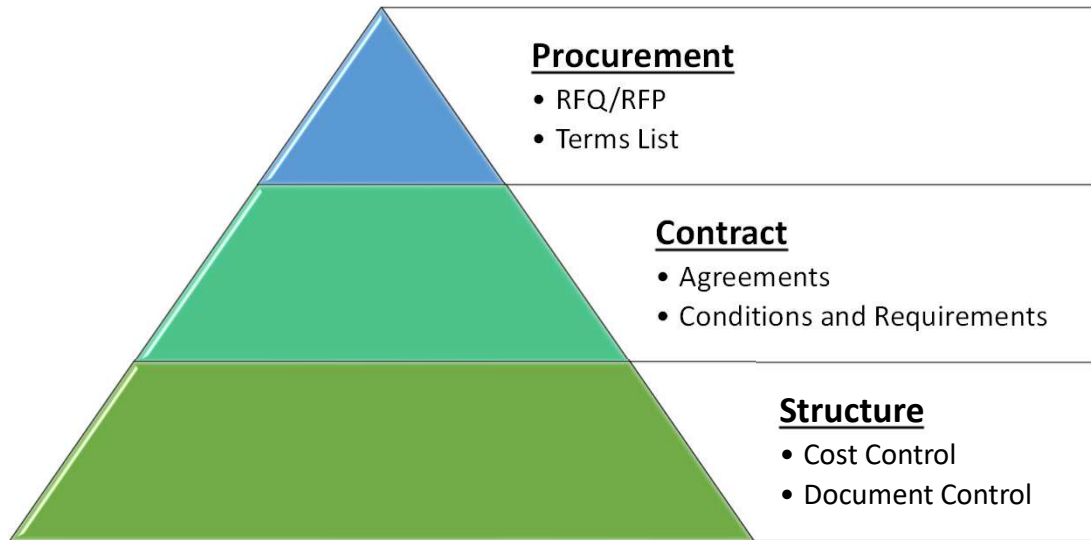 Procurement
• RFQ/RFP
• Terms List
Contract
• Agreements
• Conditions and Requirements
Structure
• Cost Control
• Document Control